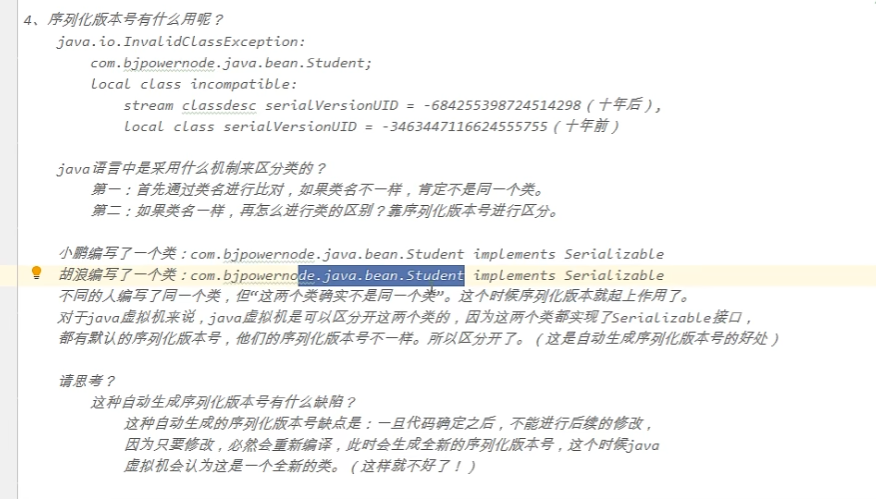 4、序列化版本号有什么用呢？
java.io.InvalidClassException:
com.bjpowernode.java.bean.Student;
local class incompatible:
stream classdesc serialVersionUID = -684255398724514298（十年后）,
local class serialVersionUID = -3463447116624555755（十年前）
java语言中是采用什么机制来区分类的？
第一：首先通过类名进行比对，如果类名不一样，肯定不是同一个类。
第二：如果类名一样，再怎么进行类的区别？靠序列化版本号进行区分。
小鹏编写了一个类：com.bjpowernode.java.bean.Student implements Serializable
胡浪编写了一个类：com.bjpowernode.java.bean.Student implements Serializable
不同的人编写了同一个类，但“这两个类确实不是同一个类”。这个时候序列化版本就起上作用了。
对于java虚拟机来说，java虚拟机是可以区分开这两个类的，因为这两个类都实现了Serializable接口，
都有默认的序列化版本号，他们的序列化版本号不一样。所以区分开了。（这是自动生成序列化版本号的好处）
请思考？
这种自动生成序列化版本号有什么缺陷？
这种自动生成的序列化版本号缺点是：一旦代码确定之后，不能进行后续的修改，
因为只要修改，必然会重新编译，此时会生成全新的序列化版本号，这个时候java
虚拟机会认为这是一个全新的类。（这样就不好了！）